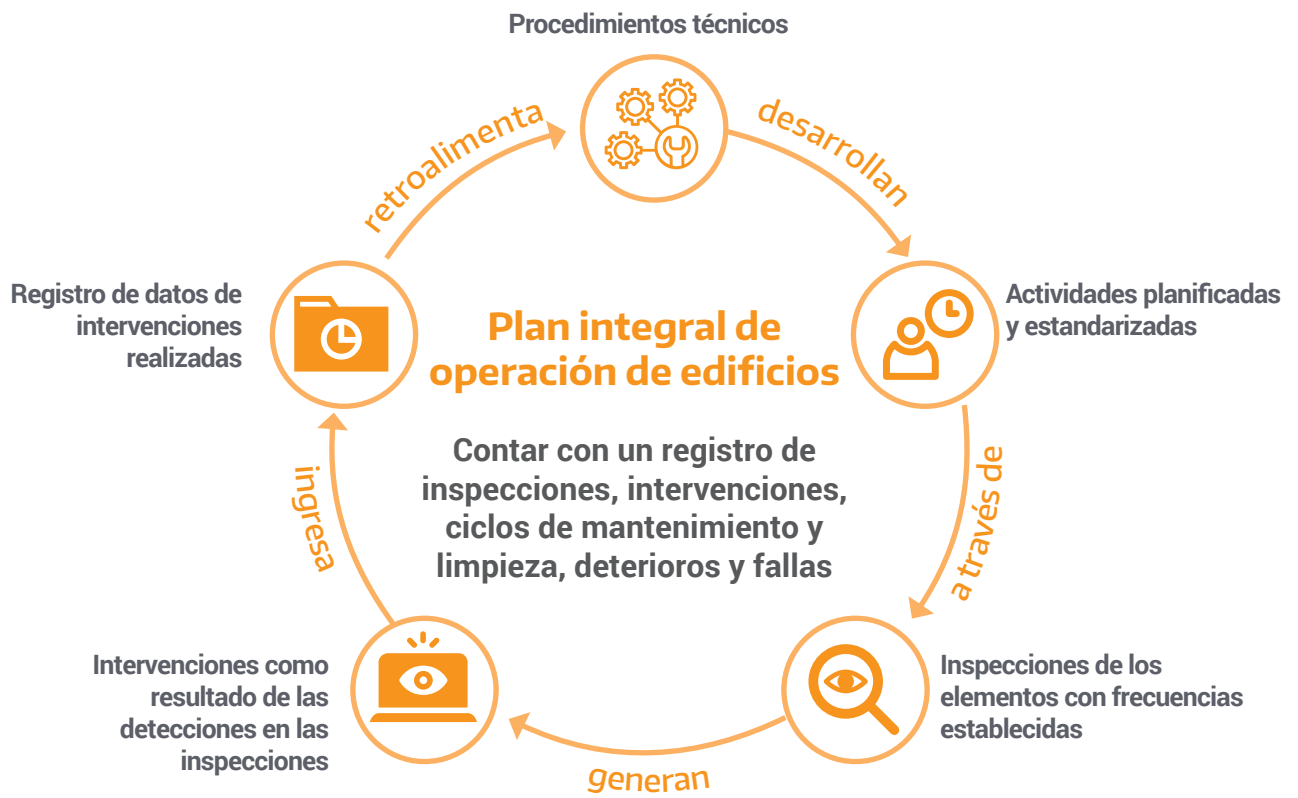 Procedimientos técnicos
desarrollan
Actividades planificadas
y estandarizadas
a través de
Inspecciones de los
elementos con frecuencias
establecidas
generan
Intervenciones como
resultado de las
detecciones en las
inspecciones
ingresa
Registro de datos de
intervenciones
realizadas
retroalimenta
Plan integral de
operación de edificios
Contar con un registro de
inspecciones, intervenciones,
ciclos de mantenimiento y
limpieza, deterioros y fallas